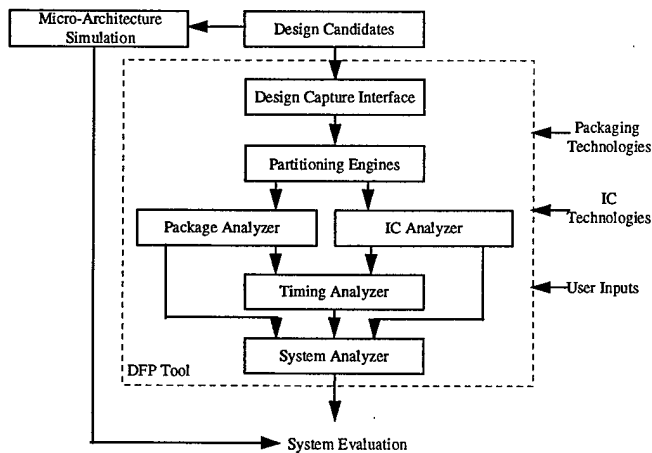 Micro-Architecture
Simulation
Design Candidates
Design Capture Interface
Packaging
Technologies
Partitioning Engines
Package Analyzer
IC Analyzer
IC
Technologies
Timing Analyzer
User Inputs
System Analyzer
DFP Tool
System Evaluation